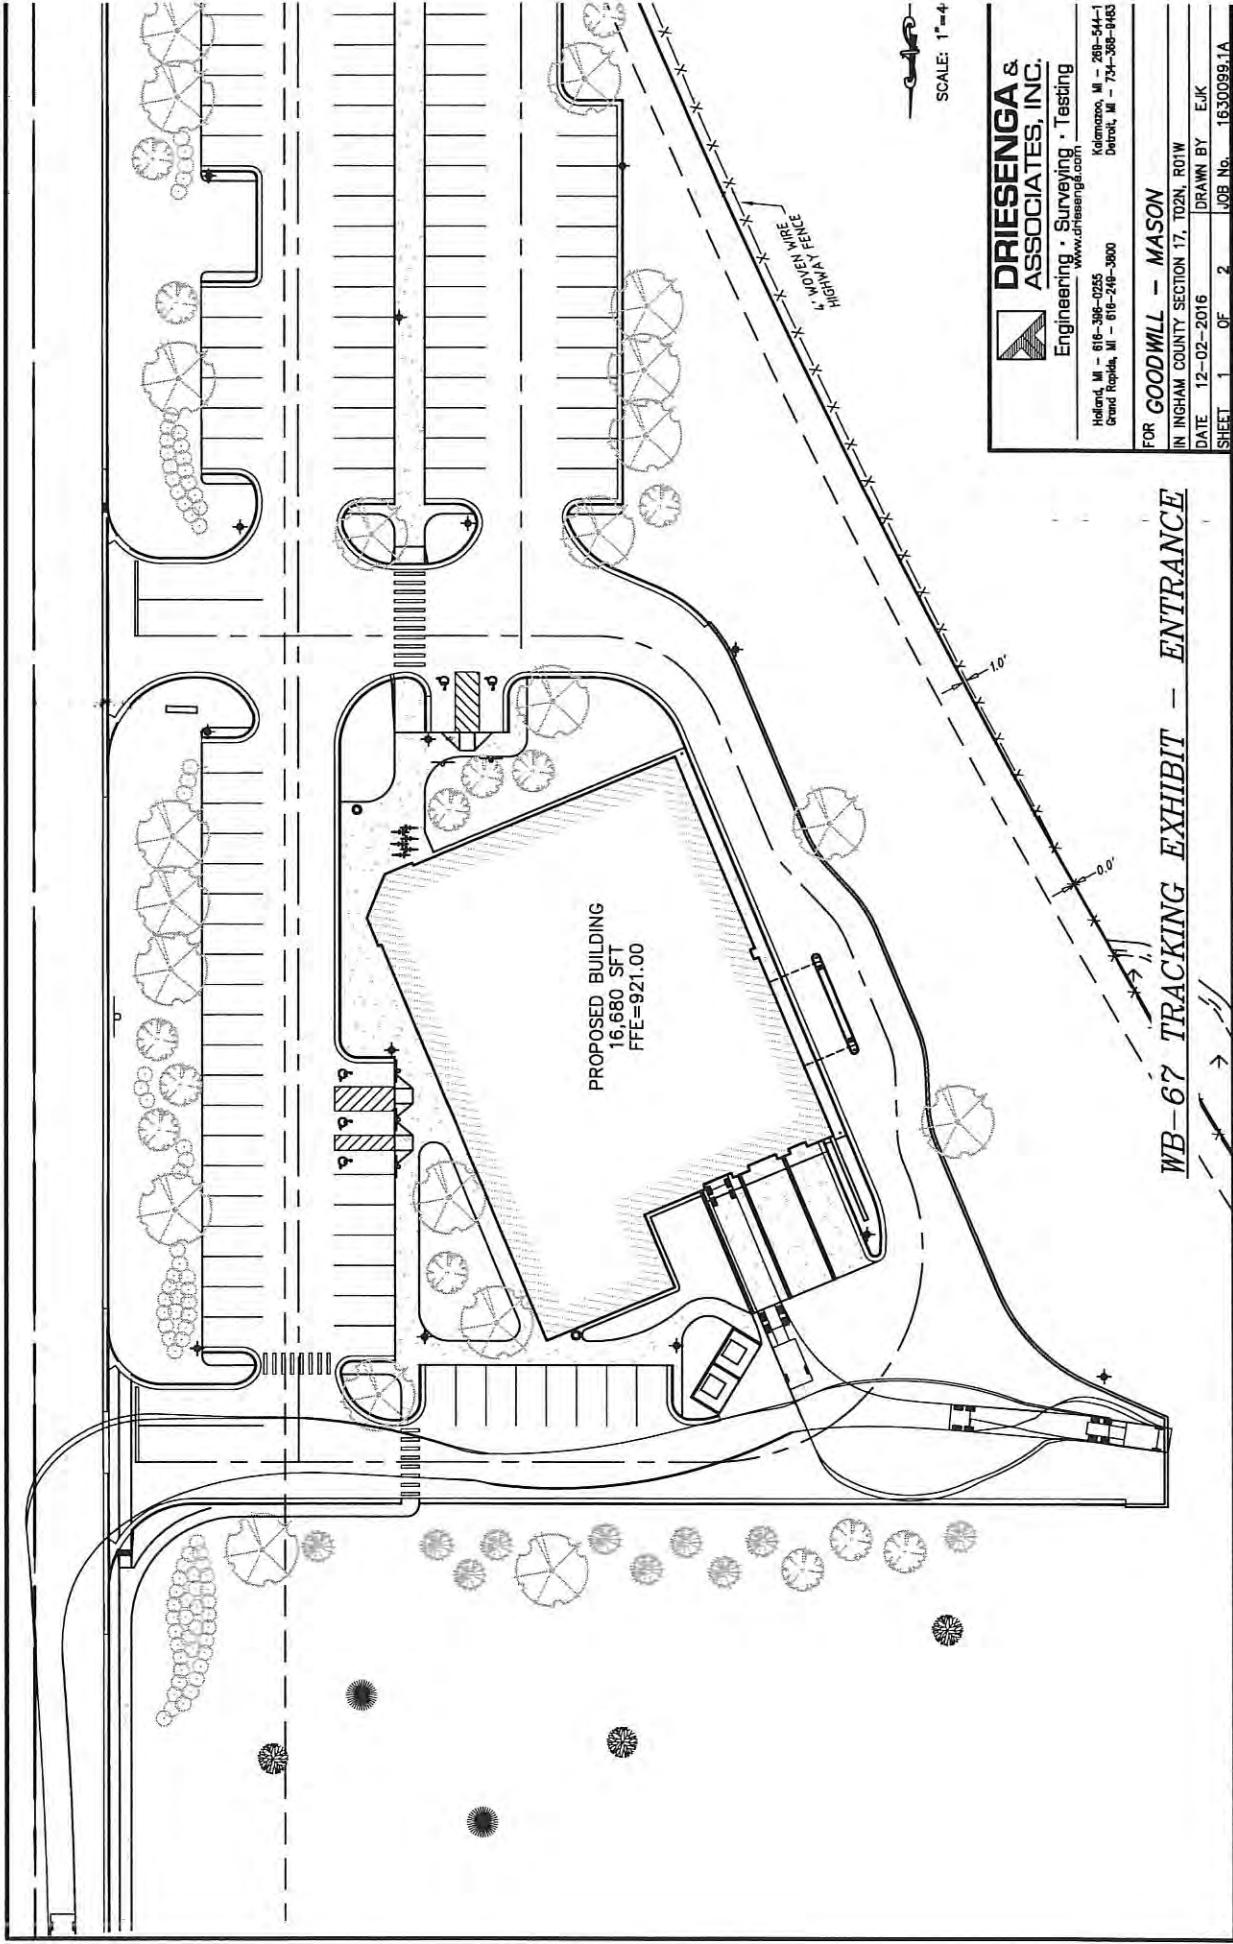 PROPOSED BUILDING
16,680 SFT
FFE=921.00
4' WOVEN WIRE
HIGHWAY FENCE
1.0'
0.0'
SCALE: 1"=4
DRIESENGA &
ASSOCIATES, INC.
Engineering · Surveying · Testing
www.driesenga.com
Holland, MI - 616-396-0255
Kalamazoo, MI - 269-544-1
Grand Rapids, MI - 616-249-3800
Detroit, MI - 734-368-9483
FOR GOODWILL - MASON
IN INGHAM COUNTY SECTION 17, T02N, R01W
DATE 12-02-2016 DRAWN BY EJK
SHEET 1 OF 2 JOB No. 1630099.1A
WB-67 TRACKING EXHIBIT - ENTRANCE